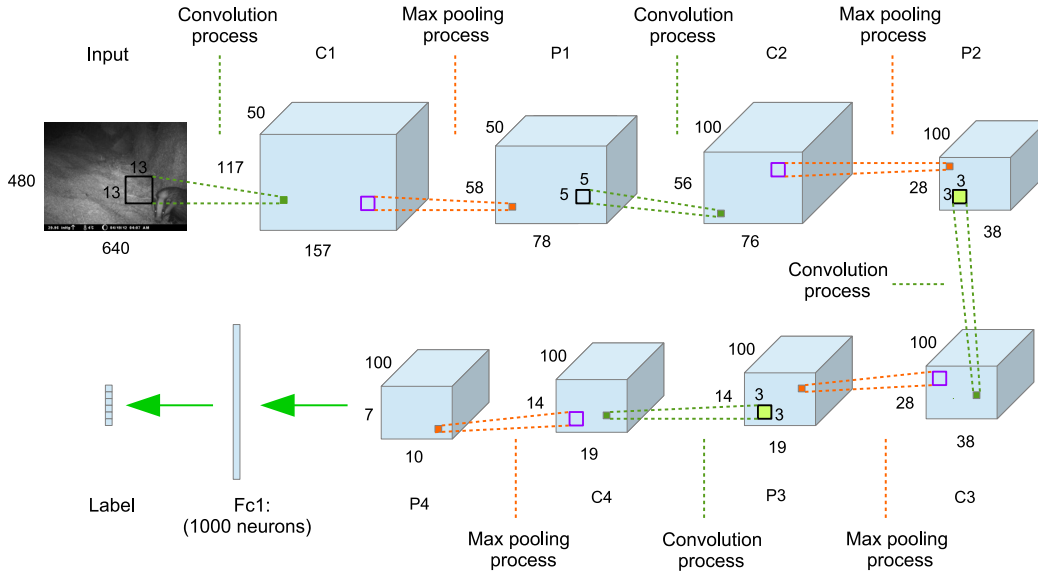 Convolution
process
Max pooling
process
Convolution
process
Max pooling
process
Input
C1
P1
C2
P2
50
117
157
50
58
78
5
5
100
56
76
100
28
38
3
3
480
640
13
13
Convolution
process
100
7
10
100
14
19
100
14
19
3
3
100
28
38
Label
Fc1:
(1000 neurons)
P4
C4
P3
C3
Max pooling
process
Convolution
process
Max pooling
process